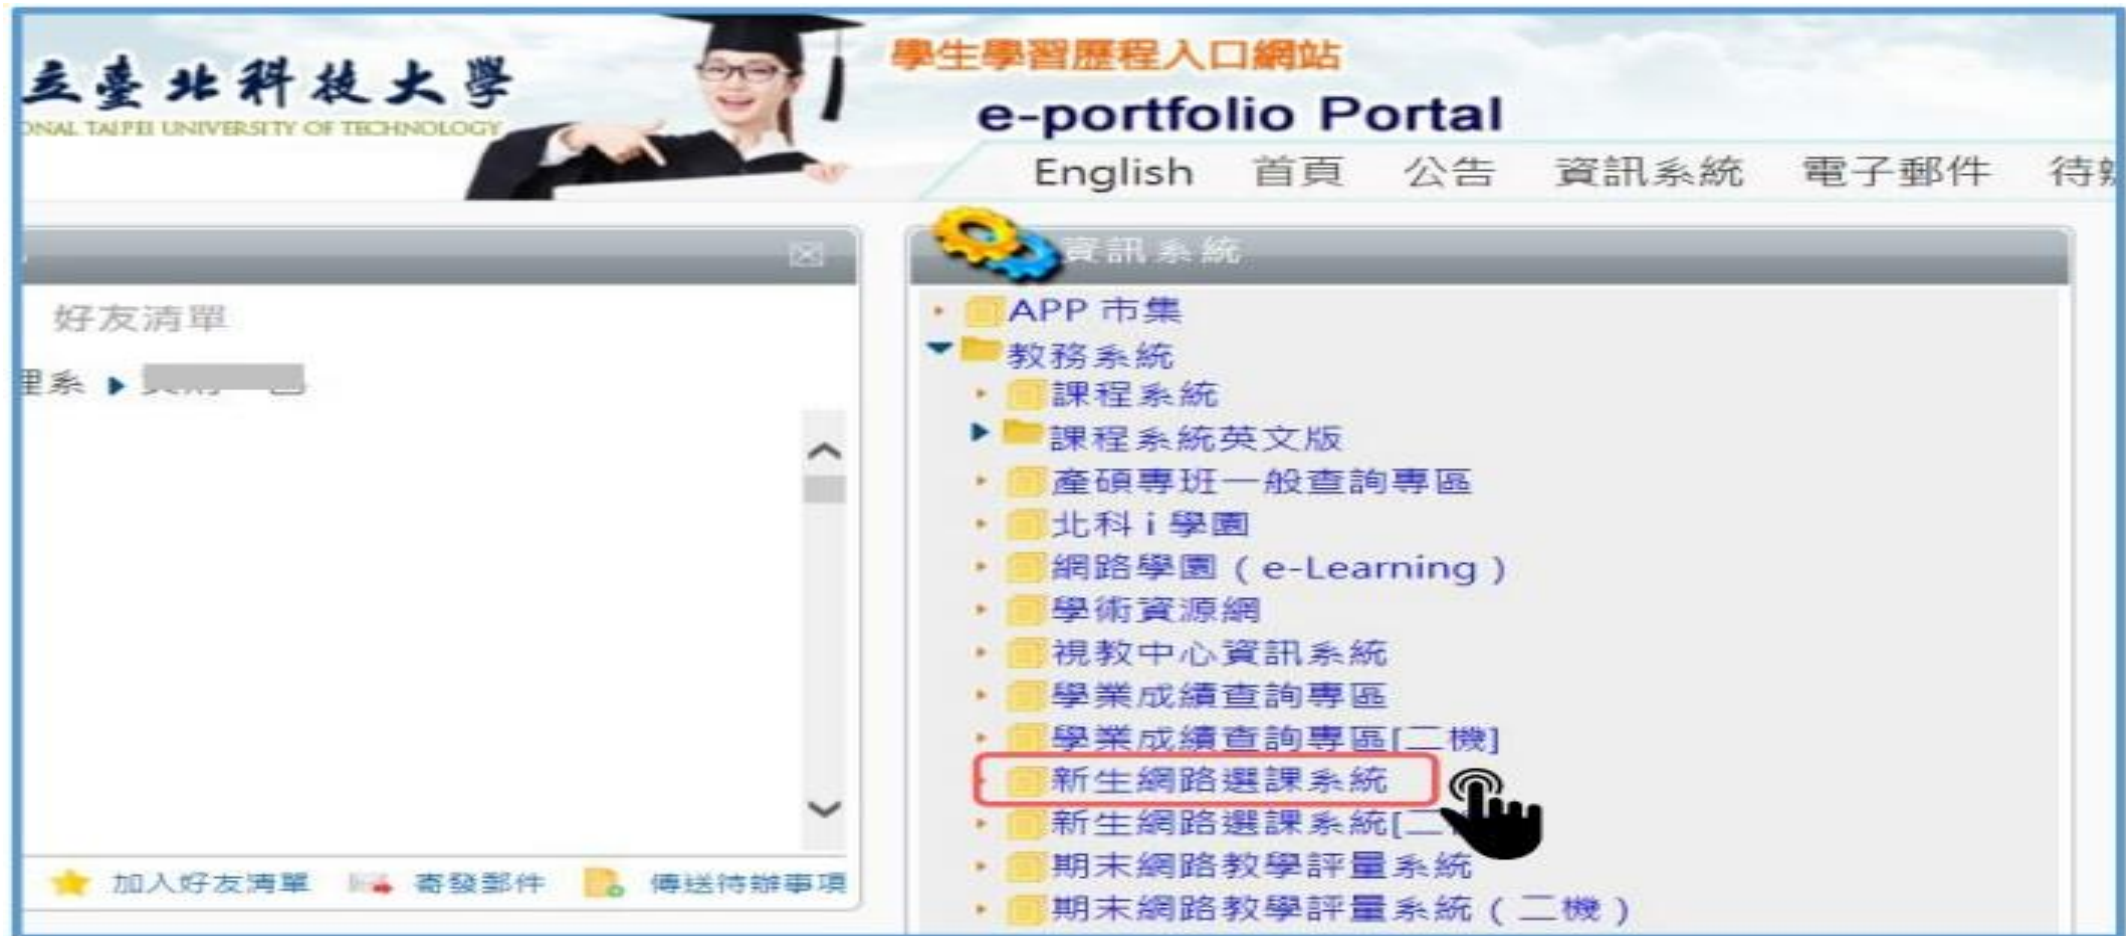 立臺北科技大學
ONAL TAIPEI UNIVERSITY OF TECHNOLOGY
學生學習歷程入口網站
e-portfolio Portal
English 首頁 公告 資訊系統 電子郵件 待辦
好友清單
理系
加入好友清單 寄發郵件 傳送待辦事項
資訊系統
APP 市集
教務系統
課程系統
課程系統英文版
產碩專班一般查詢專區
北科 i 學園
網路學園 ( e-Learning )
學術資源網
視教中心資訊系統
學業成績查詢專區
學業成績查詢專區[二機]
新生網路選課系統
新生網路選課系統[二
期末網路教學評量系統
期末網路教學評量系統 ( 二機 )